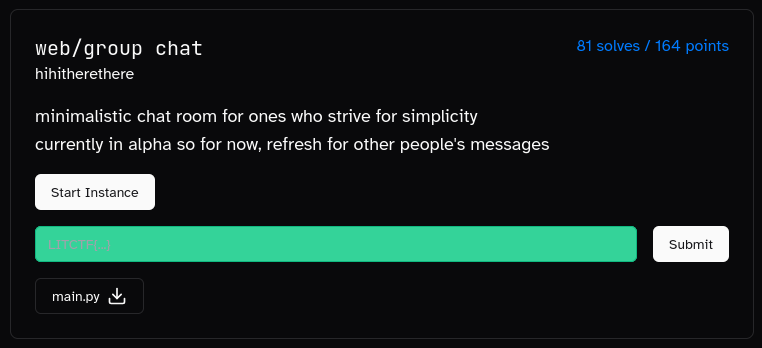 web/group chat
81 solves / 164 points
hihitherethere
minimalistic chat room for ones who strive for simplicity
currently in alpha so for now, refresh for other people's messages
Start Instance
LITCTF{...}
Submit
main.py